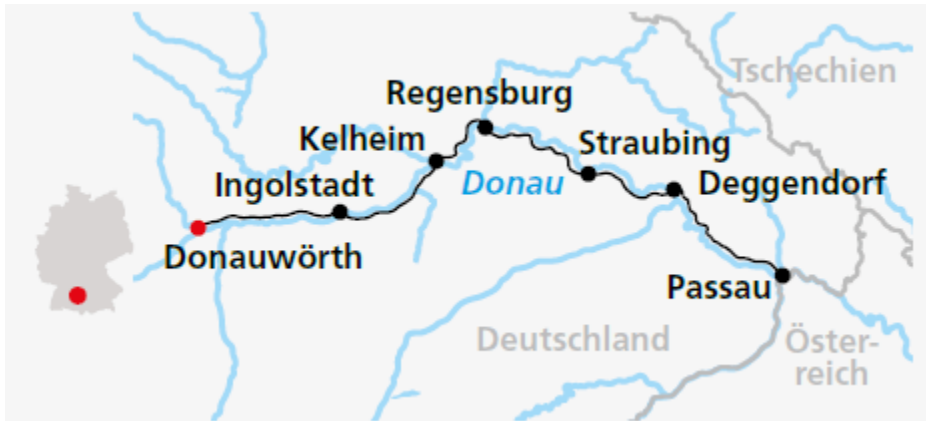 Tschechien
Regensburg
Kelheim
Straubing
Donau
Ingolstadt
Deggendorf
Donauwörth
Passau
Deutschland
Öster-
reich